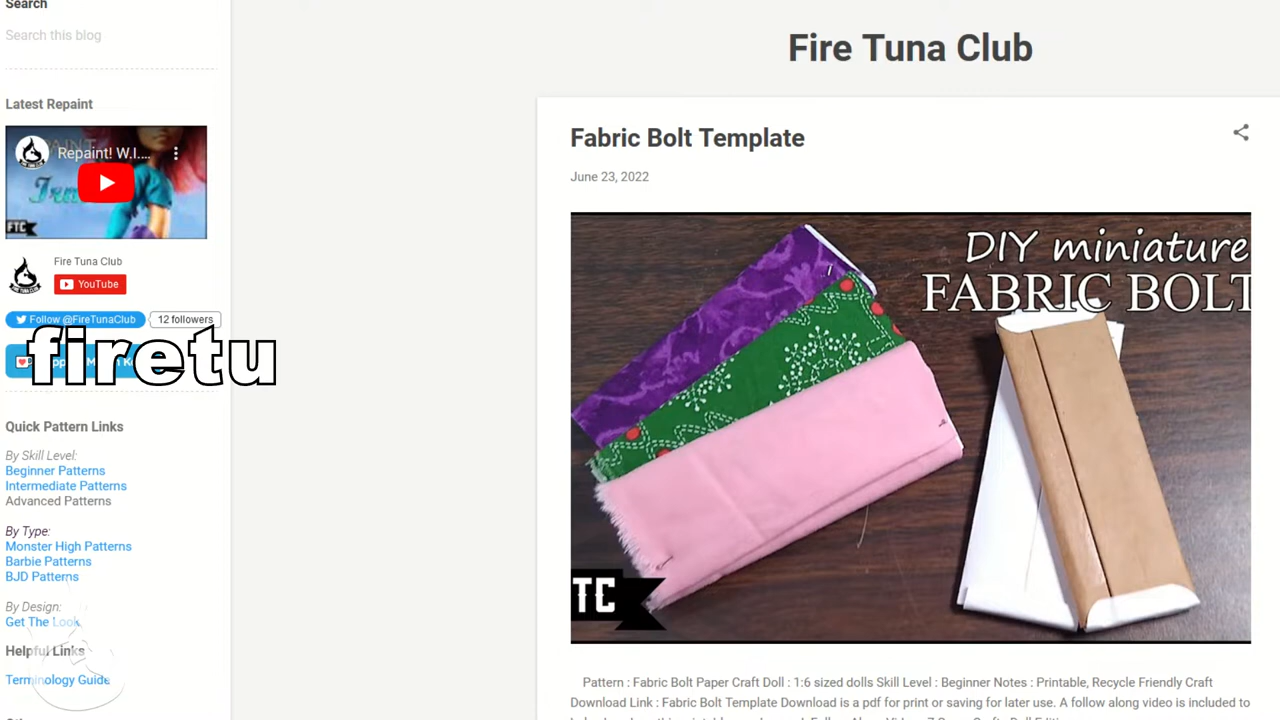 Search
Search this blog
Latest Repaint
Repaint! W.I....
FTC
Fire Tuna Club
YouTube
Follow @FireTunaClub
12 followers
firetu
Quick Pattern Links
By Skill Level:
Beginner Patterns
Intermediate Patterns
Advanced Patterns
By Type:
Monster High Patterns
Barbie Patterns
BJD Patterns
By Design:
Get The Look
Helpful Links
Terminology Guide
Fire Tuna Club
Fabric Bolt Template
June 23, 2022
DIY miniature
FABRIC BOLT
TC
Pattern : Fabric Bolt Paper Craft Doll : 1:6 sized dolls Skill Level : Beginner Notes : Printable, Recycle Friendly Craft
Download Link : Fabric Bolt Template Download is a pdf for print or saving for later use. A follow along video is included to